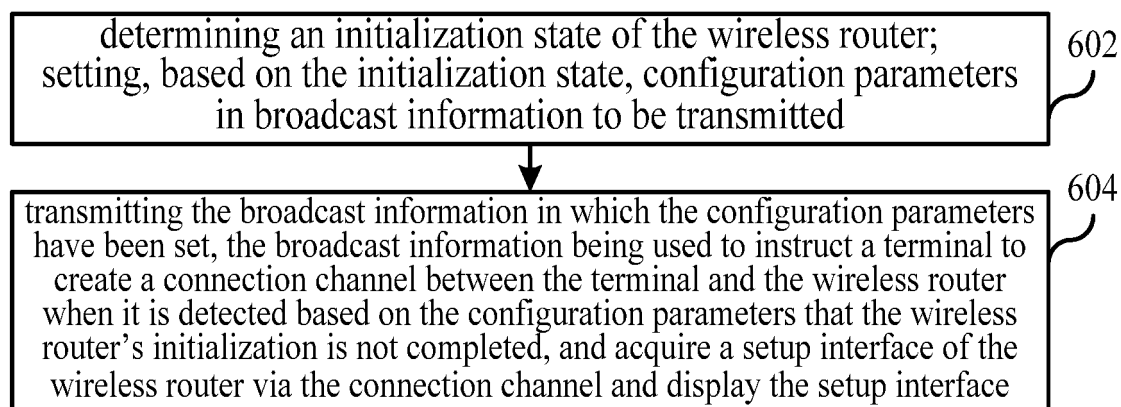 determining an initialization state of the wireless router;
setting, based on the initialization state, configuration parameters
in broadcast information to be transmitted
602
transmitting the broadcast information in which the configuration parameters
have been set, the broadcast information being used to instruct a terminal to
create a connection channel between the terminal and the wireless router
when it is detected based on the configuration parameters that the wireless
router’s initialization is not completed, and acquire a setup interface of the
wireless router via the connection channel and display the setup interface
604